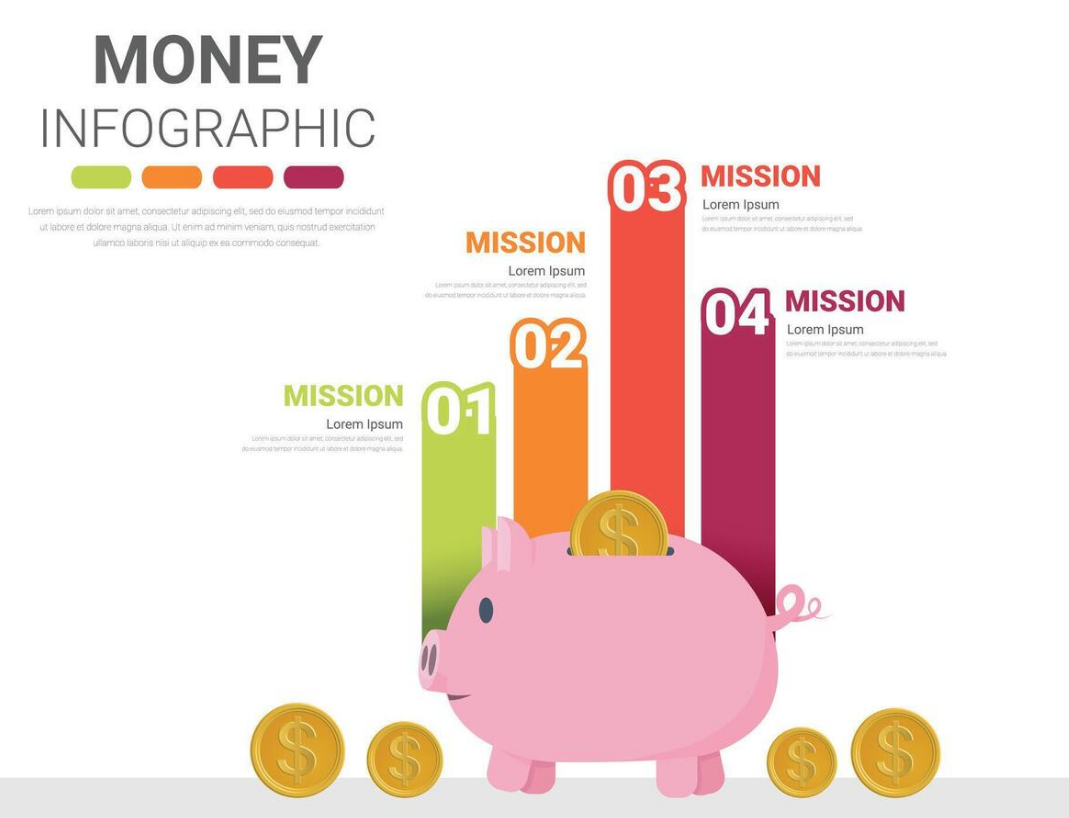 MONEY
INFOGRAPHIC
Lorem ipsum dolor sit amet, consectetur adipiscing elit, sed do eiusmod tempor incididunt
ut labore et dolore magna aliqua. Ut enim ad minim veniam, quis nostrud exercitation
ullamco laboris nisi ut aliquip ex ea commodo consequat.
03
MISSION
Lorem Ipsum
Lorem ipsum dolor sit amet, consectetur adipiscing elit, sed
do eiusmod tempor incididunt ut labore et dolore magna aliqua.
MISSION
Lorem Ipsum
Lorem ipsum dolor sit amet, consectetur adipiscing elit, sed
do eiusmod tempor incididunt ut labore et dolore magna aliqua.
02
04
MISSION
Lorem Ipsum
Lorem ipsum dolor sit amet, consectetur adipiscing elit, sed
do eiusmod tempor incididunt ut labore et dolore magna aliqua.
MISSION
Lorem Ipsum
Lorem ipsum dolor sit amet, consectetur adipiscing elit, sed
do eiusmod tempor incididunt ut labore et dolore magna aliqua.
01
$
$
$
$
$